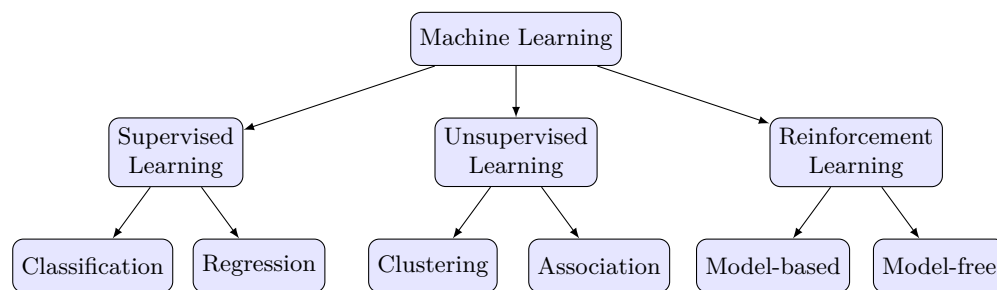 Machine Learning
Supervised
Learning
Unsupervised
Learning
Reinforcement
Learning
Classification
Regression
Clustering
Association
Model-based
Model-free